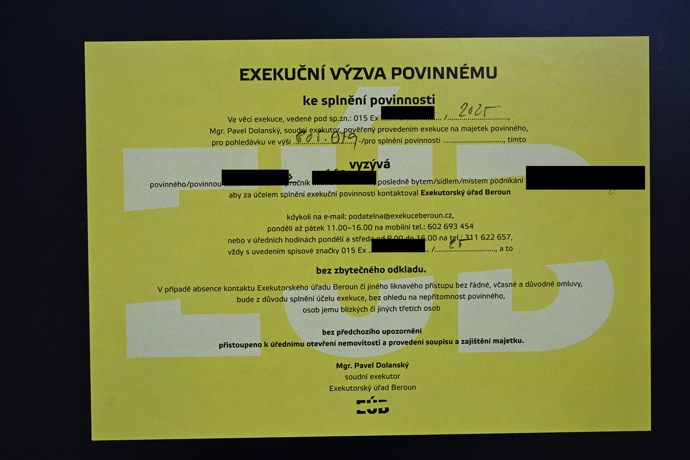 EXEKUČNÍ VÝZVA POVINNÉMU
ke splnění povinnosti
Ve věci exekuce, vedené pod sp.zn.: 015 Ex ........ / 2025 ........,
Mgr. Pavel Dolanský, soudní exekutor pověřený provedením exekuce na majetek povinného,
pro pohledávku ve výši 801.079,-/pro splnění povinnosti ........................, tímto
vyzývá
povinného/povinnou ročník posledně bytem/sídlem/místem podnikání
aby za účelem splnění exekuční povinnosti kontaktoval Exekutorský úřad Beroun
kdykoli na e-mail: podatelna@exekuceberoun.cz,
pondělí až pátek 11.00–16.00 na mobilní tel.: 602 693 454
nebo v úředních hodinách pondělí a středa od 8.00 do 16.00 na tel.: 311 622 657,
vždy s uvedením spisové značky 015 Ex ........ / 25 ........, a to
bez zbytečného odkladu.
V případě absence kontaktu Exekutorského úřadu Beroun či jiného liknavého přístupu bez řádné, včasné a důvodné omluvy,
bude z důvodu splnění účelu exekuce, bez ohledu na nepřítomnost povinného,
osob jemu blízkých či jiných třetích osob
bez předchozího upozornění
přistoupeno k úřednímu otevření nemovitosti a provedení soupisu a zajištění majetku.
Mgr. Pavel Dolanský
soudní exekutor
Exekutorský úřad Beroun
EÚB